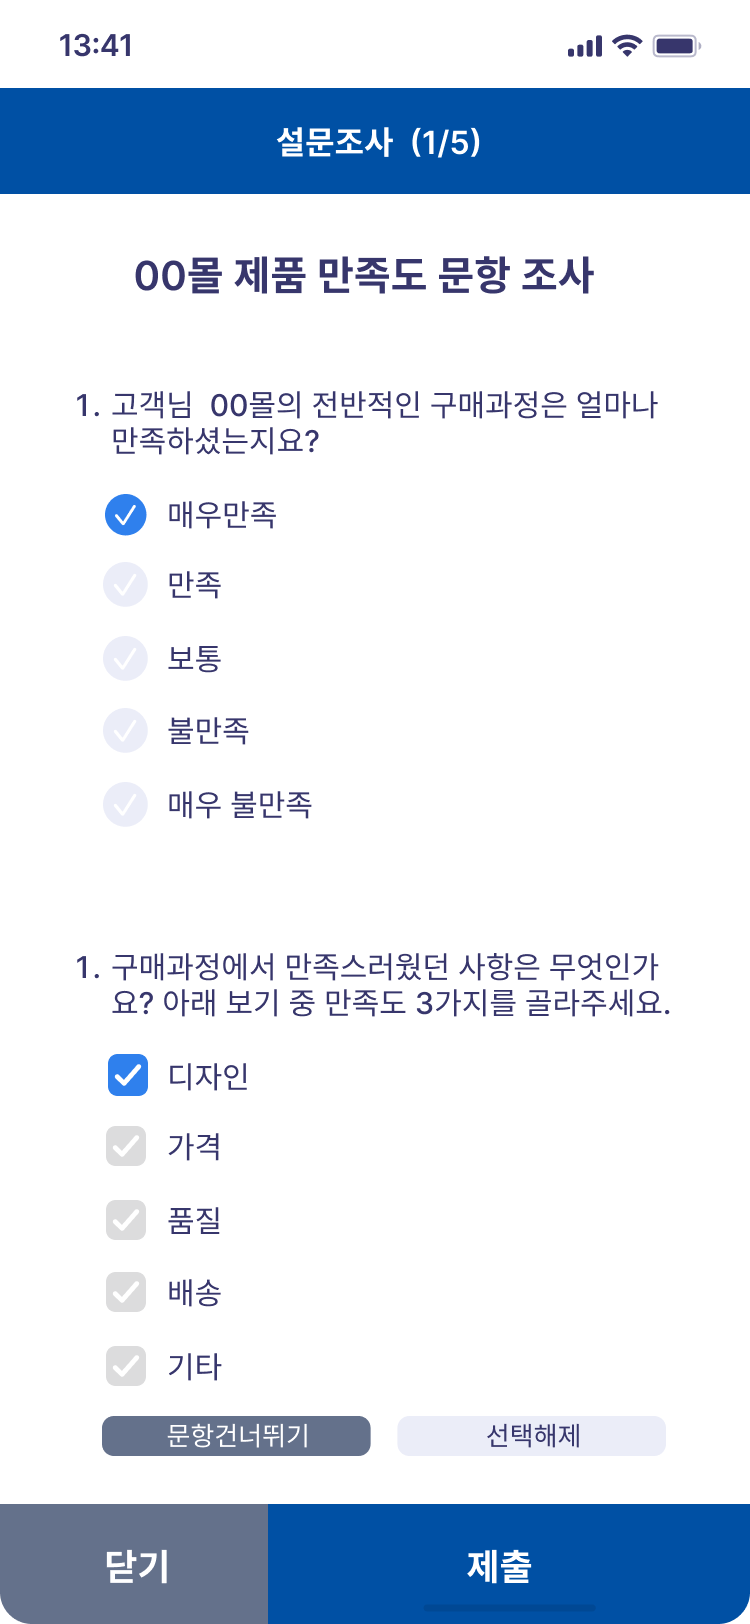 13:41
설문조사 (1/5)
00몰 제품 만족도 문항 조사
1. 고객님 00몰의 전반적인 구매과정은 얼마나
만족하셨는지요?
매우만족
만족
보통
불만족
매우 불만족
1. 구매과정에서 만족스러웠던 사항은 무엇인가
요? 아래 보기 중 만족도 3가지를 골라주세요.
디자인
가격
품질
배송
기타
문항건너뛰기 선택해제
닫기 제출